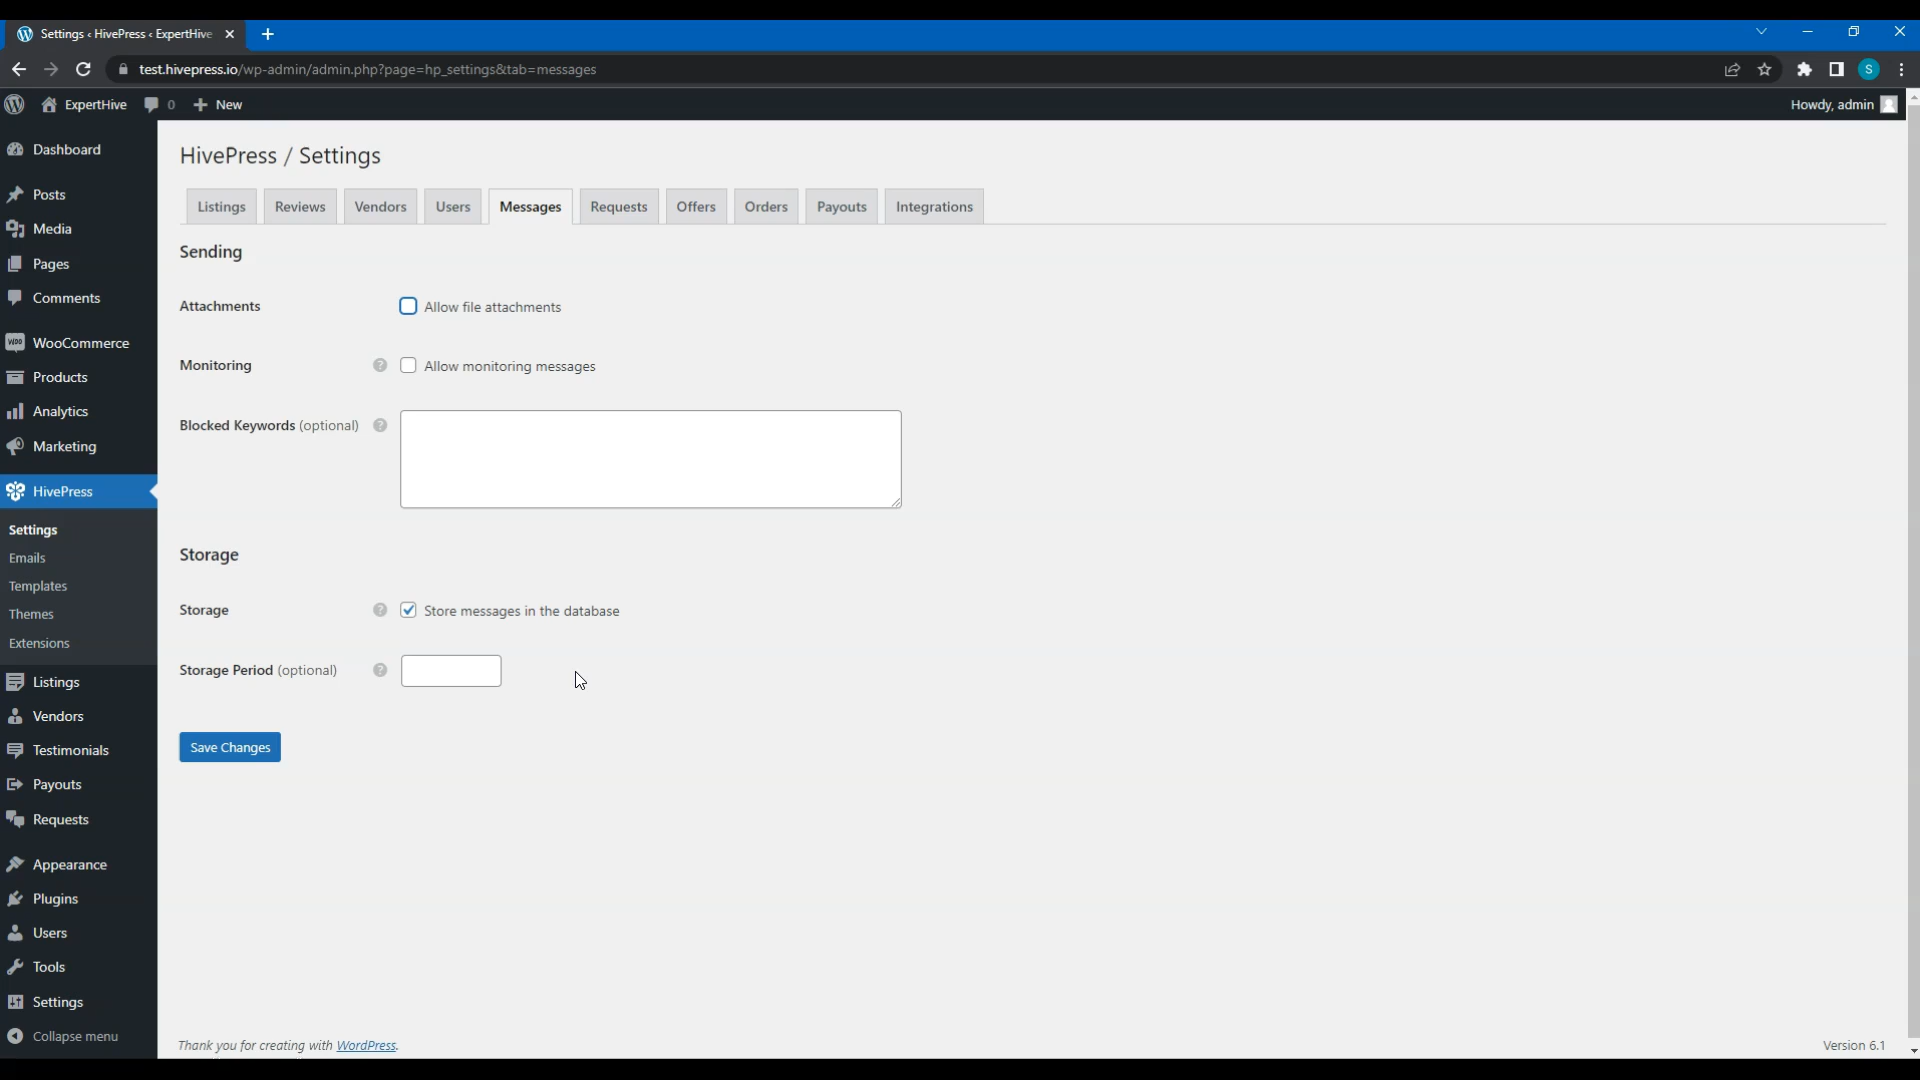 Settings ‹ HivePress ‹ ExpertHive
test.hivepress.io/wp-admin/admin.php?page=hp_settings&tab=messages
S
ExpertHive 0 New
Howdy, admin
Dashboard
Posts
Media
Pages
Comments
WooCommerce
Products
Analytics
Marketing
HivePress
Settings
Emails
Templates
Themes
Extensions
Listings
Vendors
Testimonials
Payouts
Requests
Appearance
Plugins
Users
Tools
Settings
Collapse menu
HivePress / Settings
Listings Reviews Vendors Users Messages Requests Offers Orders Payouts Integrations
Sending
Attachments Allow file attachments
Monitoring ? Allow monitoring messages
Blocked Keywords (optional) ?
Storage
Storage ? Store messages in the database
Storage Period (optional) ?
Save Changes
Thank you for creating with WordPress.
Version 6.1